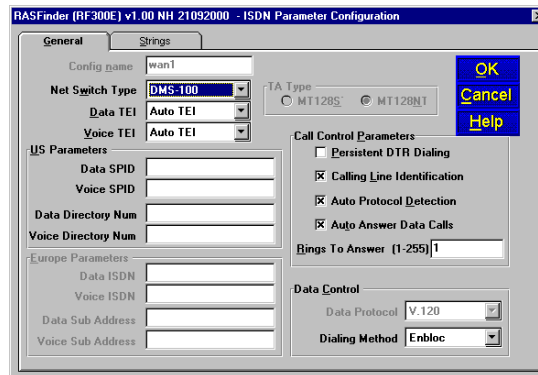 RASFinder (RF300E) v1.00 NH 21092000 - ISDN Parameter Configuration
General
Strings
Config name
wan1
Net Switch Type
DMS-100
Data TEI
Auto TEI
Voice TEI
Auto TEI
US Parameters
Data SPID
Voice SPID
Data Directory Num
Voice Directory Num
Europe Parameters
Data ISDN
Voice ISDN
Data Sub Address
Voice Sub Address
TA Type
MT128S
MT128NT
OK
Cancel
Help
Call Control Parameters
Persistent DTR Dialing
Calling Line Identification
Auto Protocol Detection
Auto Answer Data Calls
Rings To Answer (1-255)
1
Data Control
Data Protocol
V.120
Dialing Method
Enbloc